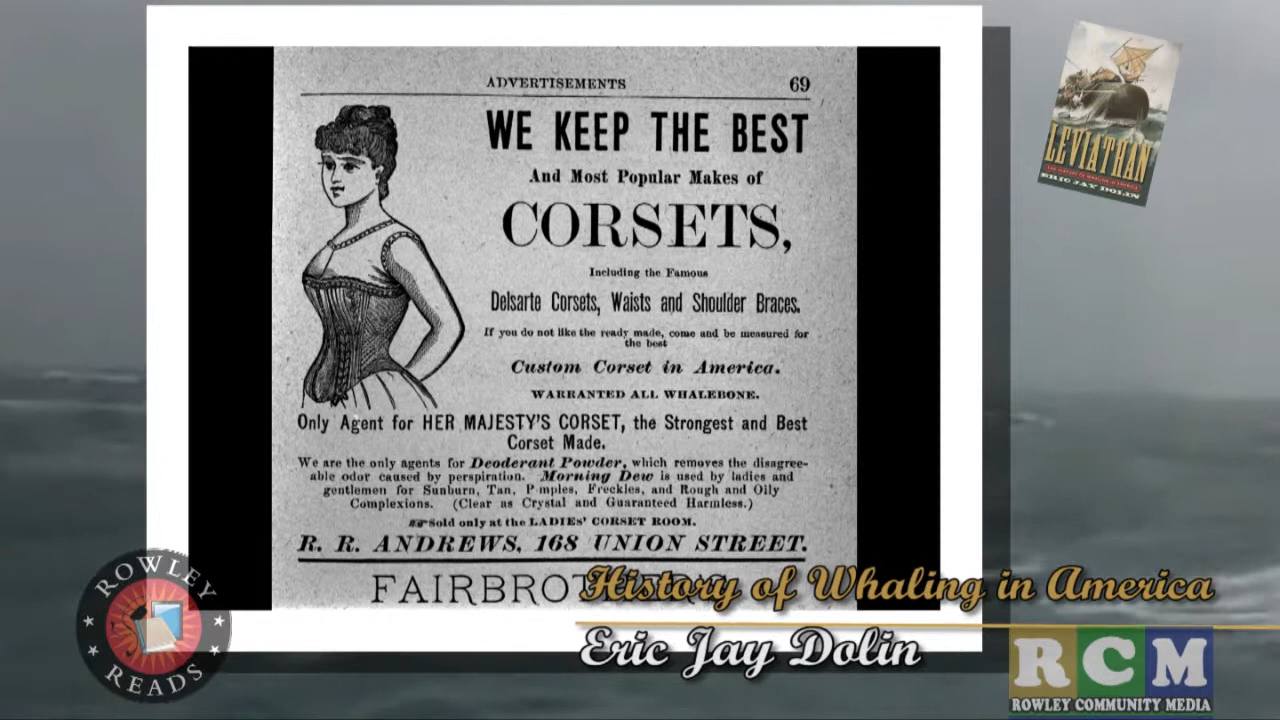 ADVERTISEMENTS 69
WE KEEP THE BEST
And Most Popular Makes of
CORSETS,
Including the Famous
Delsarte Corsets, Waists and Shoulder Braces.
If you do not like the ready made, come and be measured for
the best
Custom Corset in America.
WARRANTED ALL WHALEBONE.
Only Agent for HER MAJESTY'S CORSET, the Strongest and Best
Corset Made.
We are the only agents for Deoderant Powder, which removes the disagree-
able odor caused by perspiration. Morning Dew is used by ladies and
gentlemen for Sunburn, Tan, P mples, Freckles, and Rough and Oily
Complexions. (Clear as Crystal and Guaranteed Harmless.)
☞Sold only at the LADIES' CORSET ROOM.
R. R. ANDREWS, 168 UNION STREET.
LEVIATHAN
ERIC JAY DOLIN
History of Whaling in America
Eric Jay Dolin
ROWLEY
READS
RCM
ROWLEY COMMUNITY MEDIA